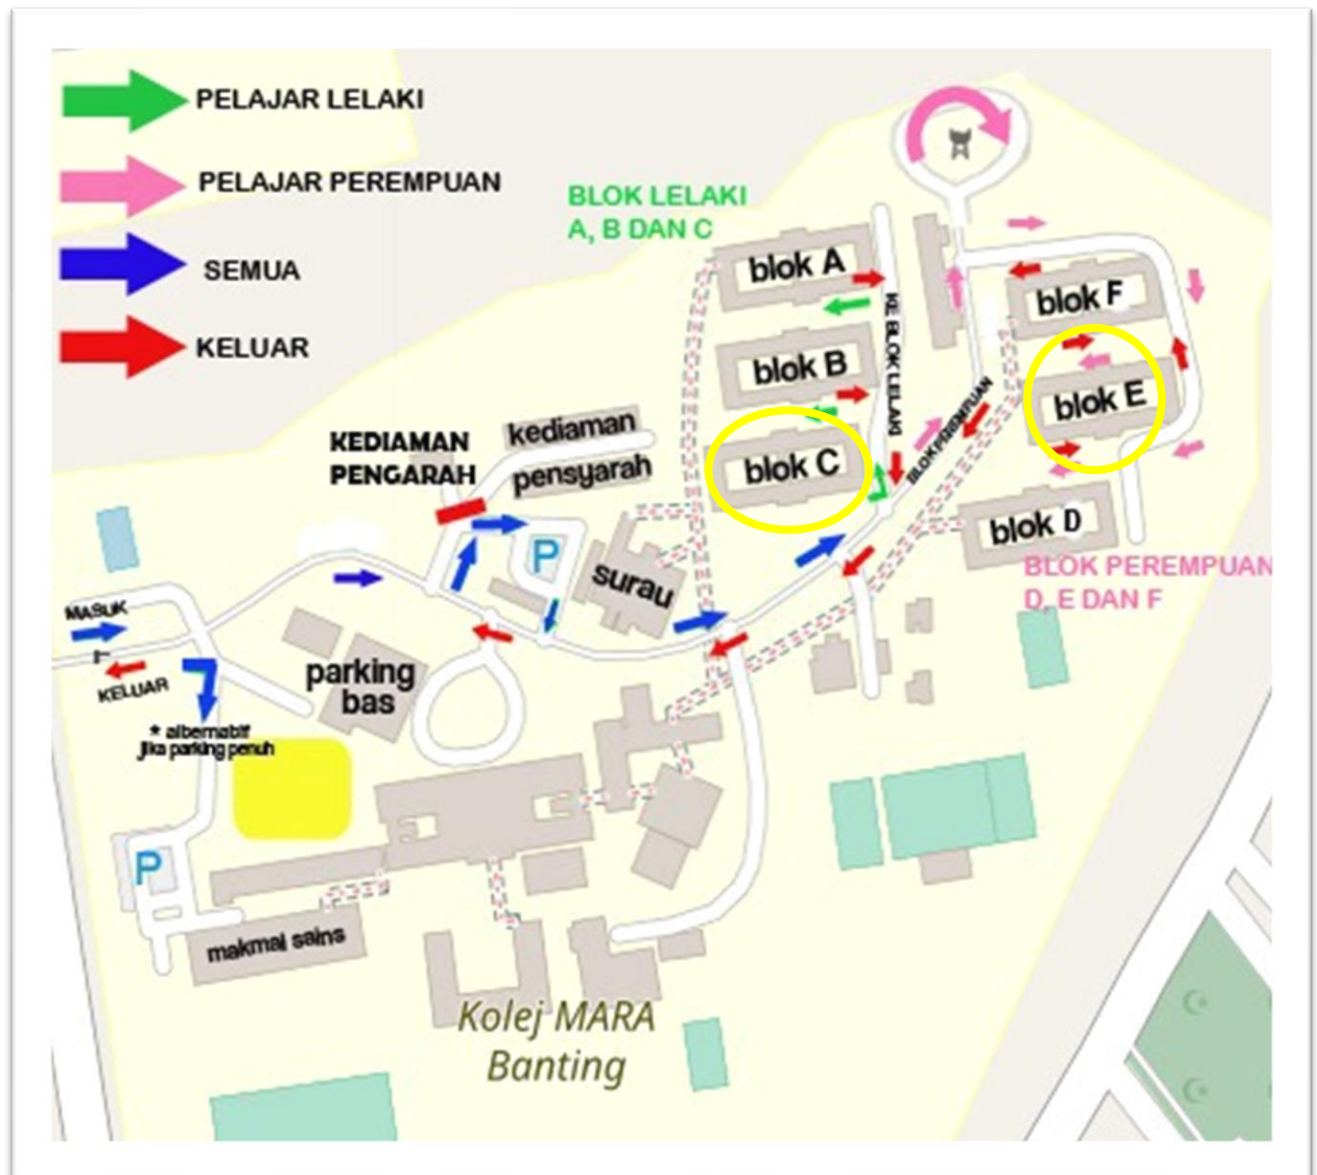 PELAJAR LELAKI
PELAJAR PEREMPUAN
SEMUA
KELUAR
BLOK LELAKI
A, B DAN C
blok A
blok B
blok C
KE BLOK LELAKI
BLOK PEREMPUAN
blok F
blok E
blok D
BLOK PEREMPUAN
D, E DAN F
KEDIAMAN
PENGARAH
kediaman
pensyarah
P
surau
MASUK
KELUAR
* albernabif
jika parking penuh
parking
bas
P
makmal sains
Kolej MARA
Banting